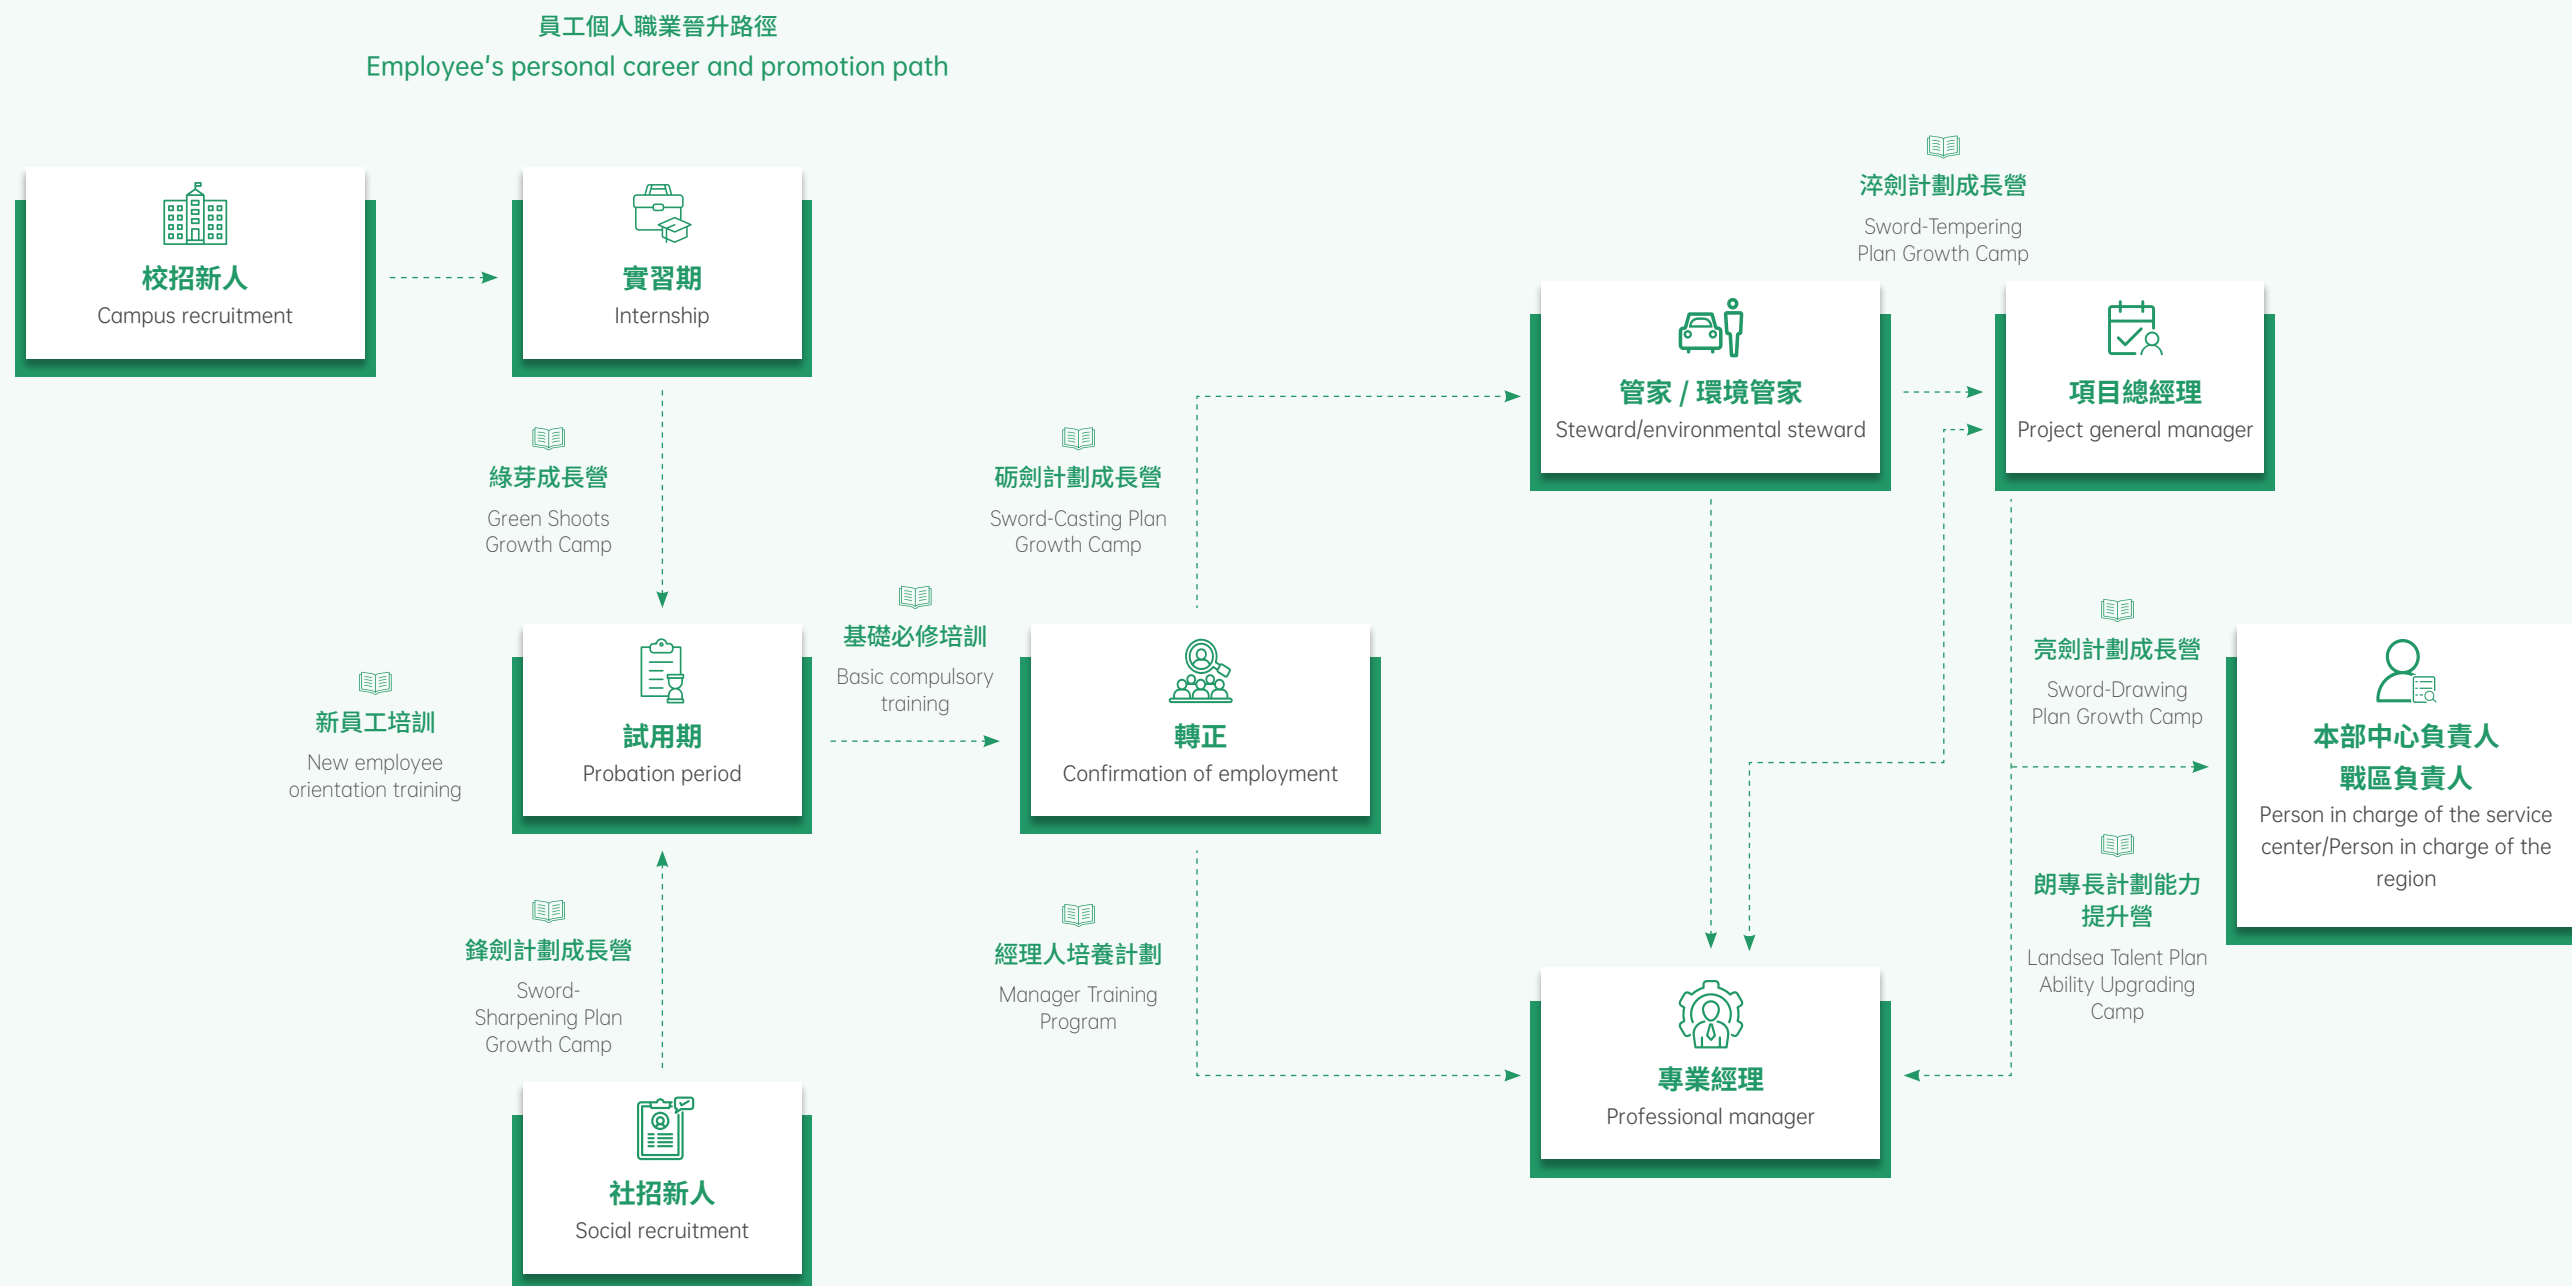 員工個人職業晉升路徑
Employee's personal career and promotion path
校招新人
Campus recruitment
實習期
Internship
綠芽成長營
Green Shoots
Growth Camp
新員工培訓
New employee
orientation training
試用期
Probation period
鋒劍計劃成長營
Sword-
Sharpening Plan
Growth Camp
社招新人
Social recruitment
基礎必修培訓
Basic compulsory
training
轉正
Confirmation of employment
砺劍計劃成長營
Sword-Casting Plan
Growth Camp
經理人培養計劃
Manager Training
Program
管家 / 環境管家
Steward/environmental steward
淬劍計劃成長營
Sword-Tempering
Plan Growth Camp
項目總經理
Project general manager
專業經理
Professional manager
亮劍計劃成長營
Sword-Drawing
Plan Growth Camp
朗專長計劃能力
提升營
Landsea Talent Plan
Ability Upgrading
Camp
本部中心負責人
戰區負責人
Person in charge of the service
center/Person in charge of the
region